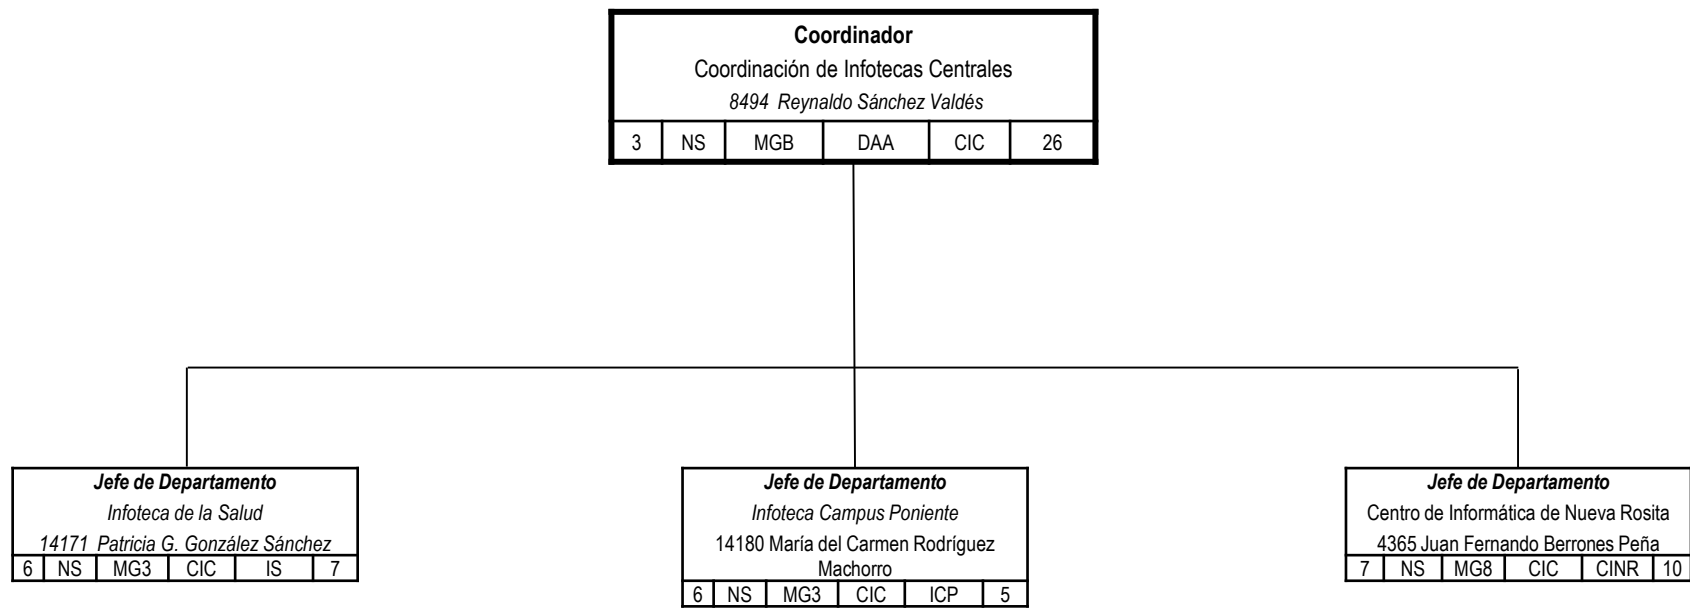 Coordinador
Coordinación de Infotecas Centrales
8494 Reynaldo Sánchez Valdés
3 NS MGB DAA CIC 26
Jefe de Departamento
Infoteca de la Salud
14171 Patricia G. González Sánchez
6 NS MG3 CIC IS 7
Jefe de Departamento
Infoteca Campus Poniente
14180 María del Carmen Rodríguez
Machorro
6 NS MG3 CIC ICP 5
Jefe de Departamento
Centro de Informática de Nueva Rosita
4365 Juan Fernando Berrones Peña
7 NS MG8 CIC CINR 10